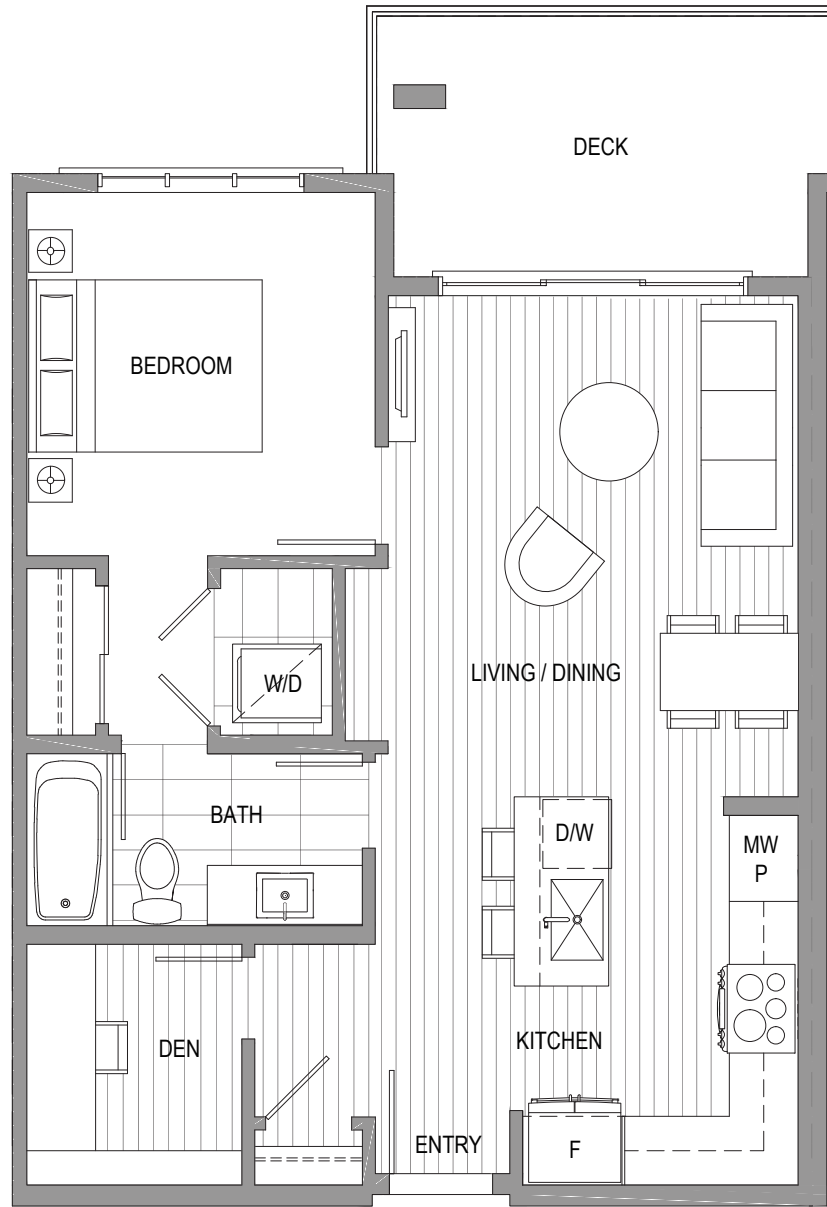 DECK
BEDROOM
LIVING / DINING
W/D
BATH
D/W
MW
P
DEN
KITCHEN
ENTRY
F